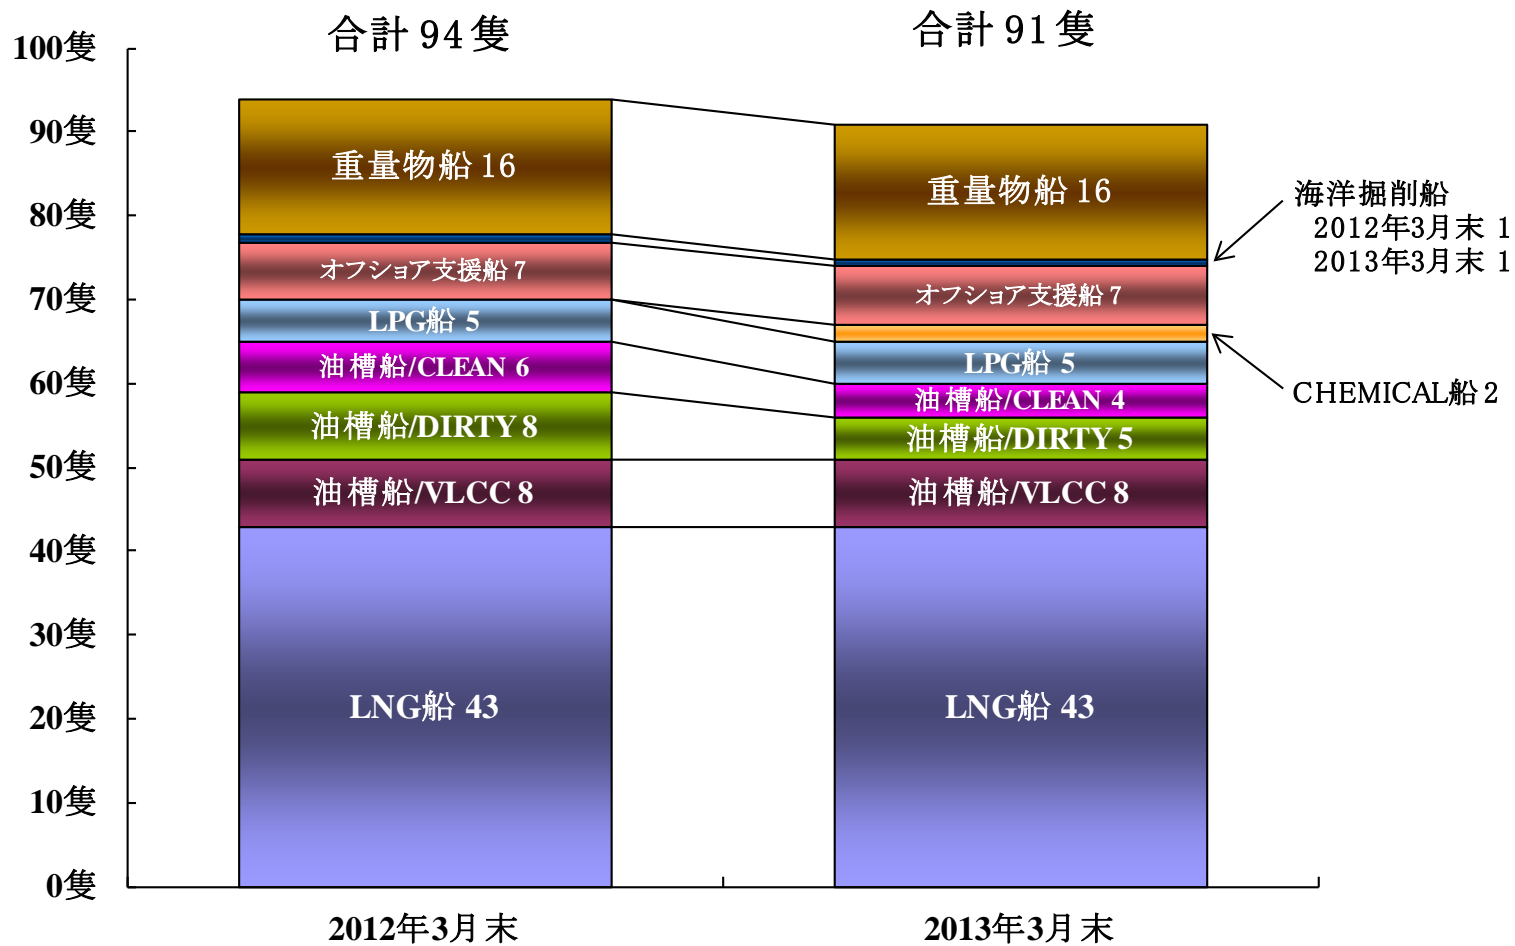 合計 94 隻
合計 91 隻
100隻
90隻
80隻
70隻
60隻
50隻
40隻
30隻
20隻
10隻
0隻
重量物船 16
オフショア支援船 7
LPG船 5
油槽船/CLEAN 6
油槽船/DIRTY 8
油槽船/VLCC 8
LNG船 43
重量物船 16
オフショア支援船 7
LPG船 5
油槽船/CLEAN 4
油槽船/DIRTY 5
油槽船/VLCC 8
LNG船 43
海洋掘削船
2012年3月末 1
2013年3月末 1
CHEMICAL船 2
2012年3月末
2013年3月末